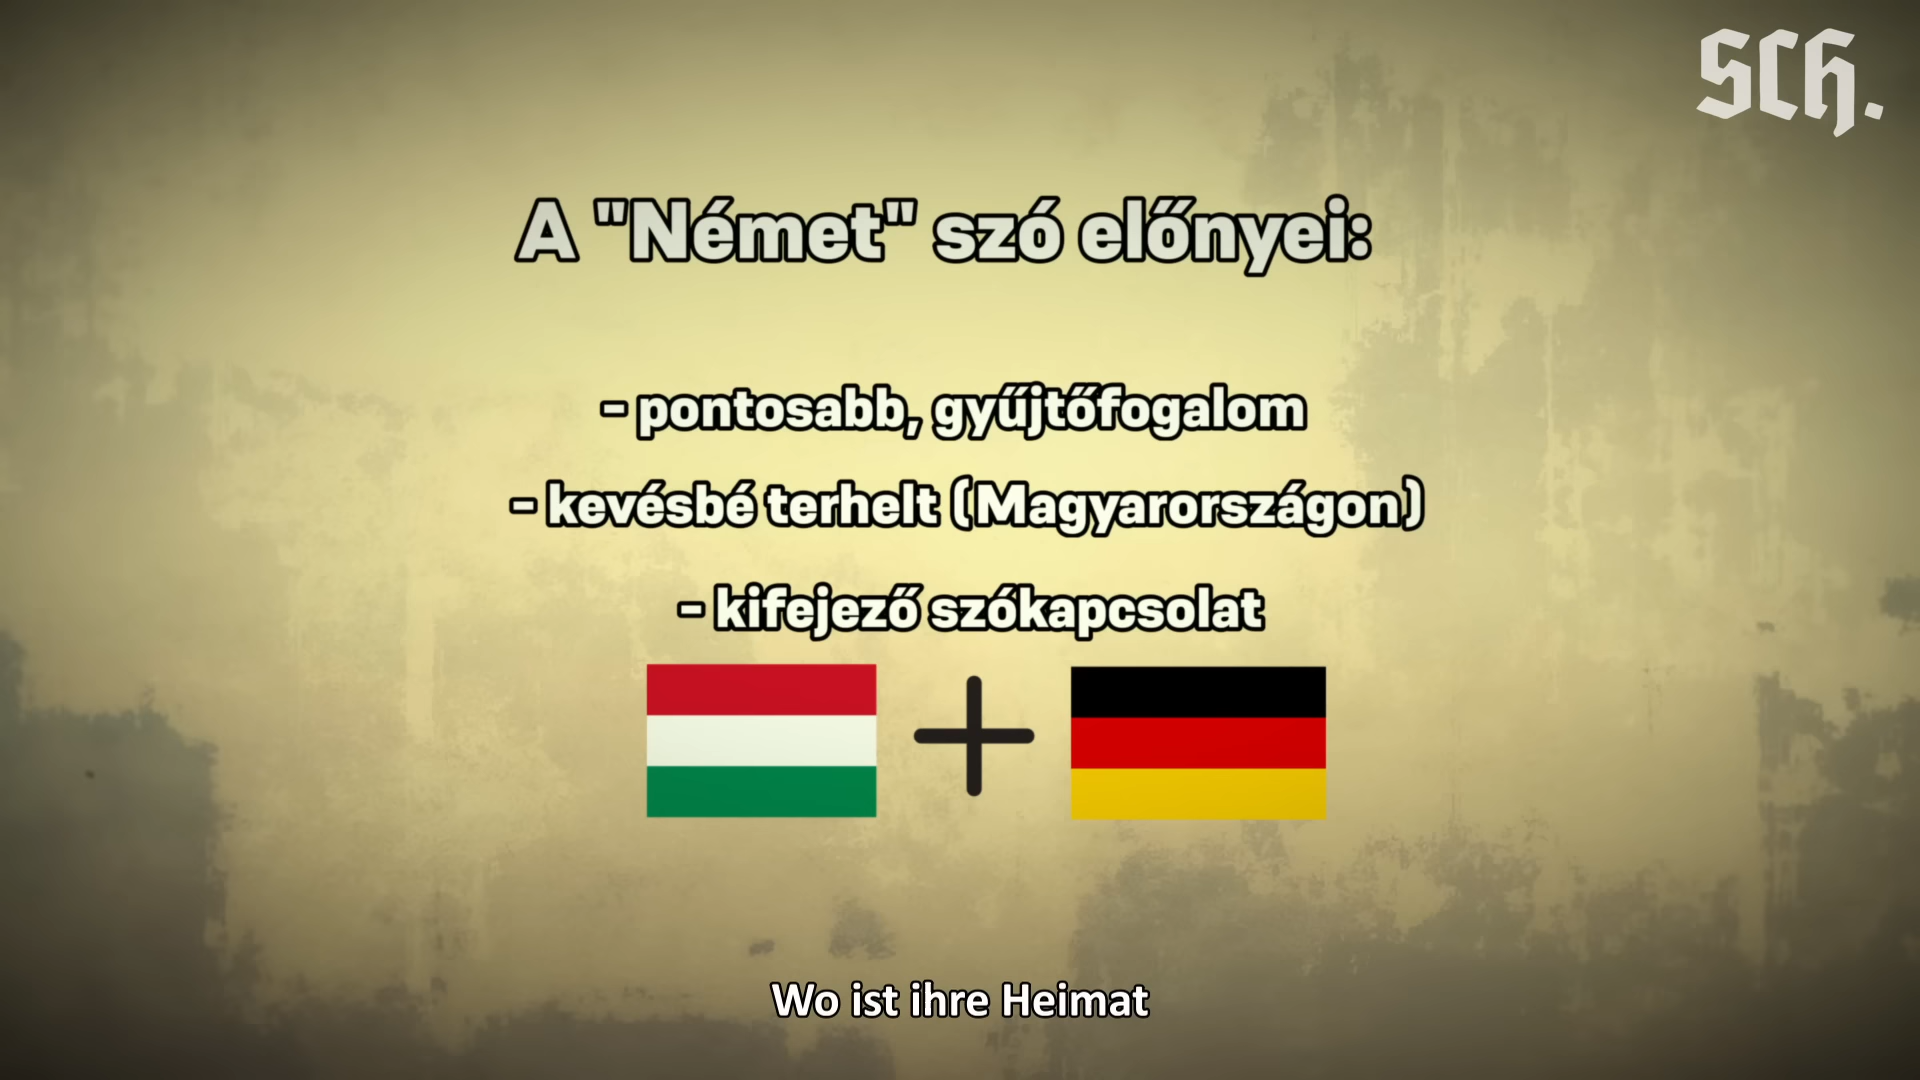 SCH.
A "Német" szó előnyei:
- pontosabb, gyűjtőfogalom
- kevésbé terhelt (Magyarországon)
- kifejező szókapcsolat
Wo ist ihre Heimat